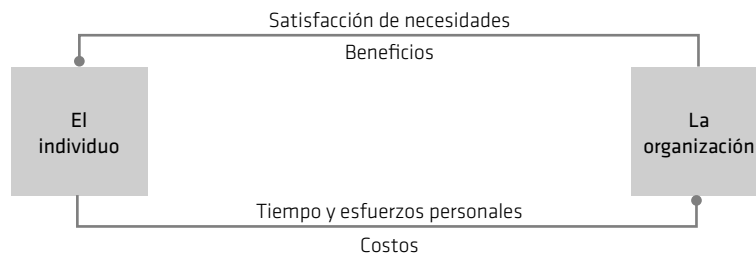 Satisfacción de necesidades
Beneficios
El
individuo
La
organización
Tiempo y esfuerzos personales
Costos